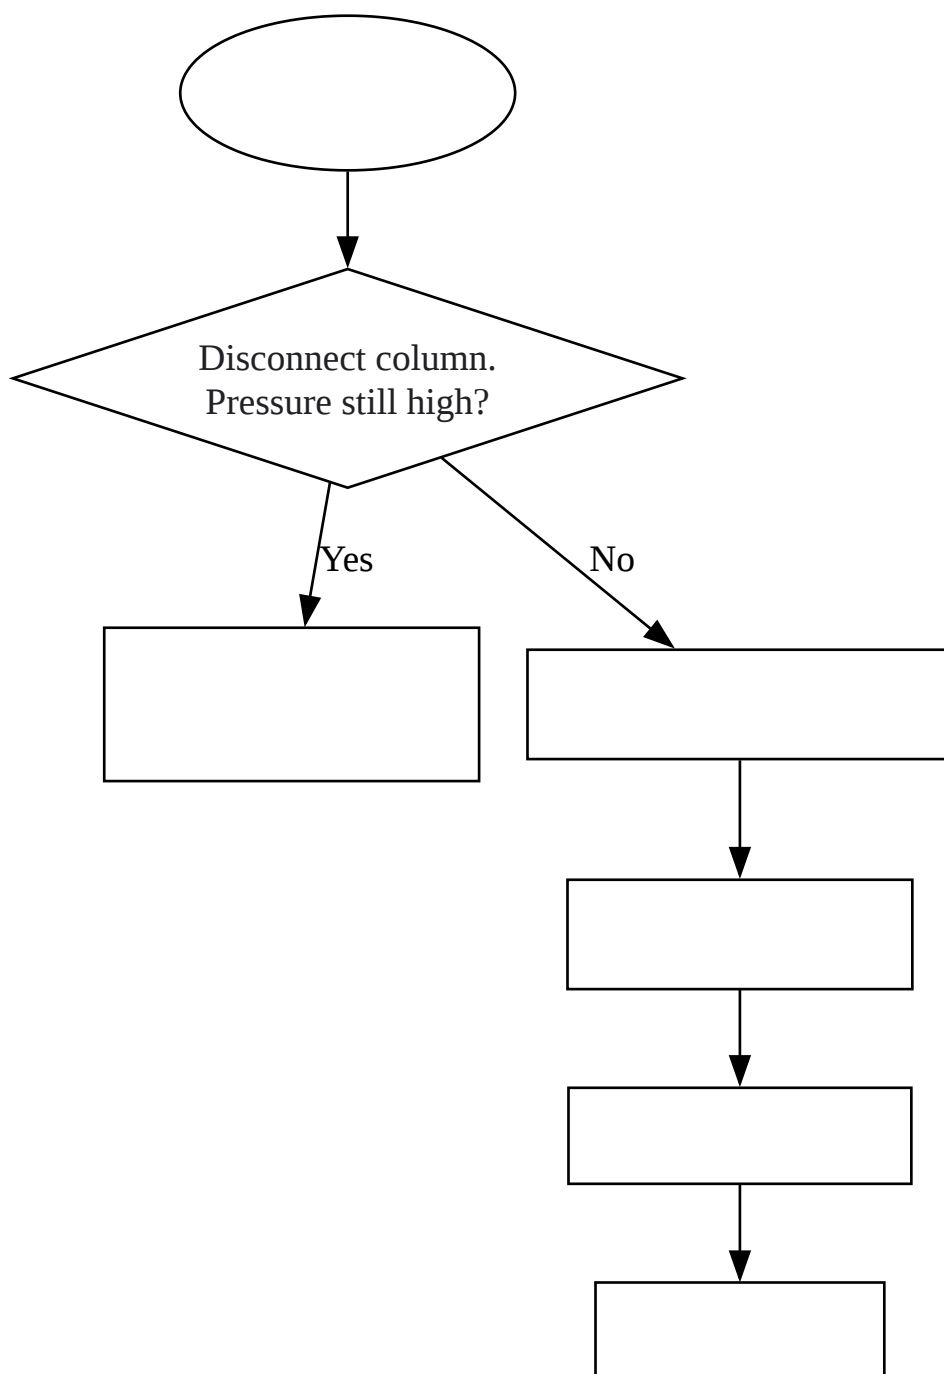 Disconnect column.
Pressure still high?
Yes
No